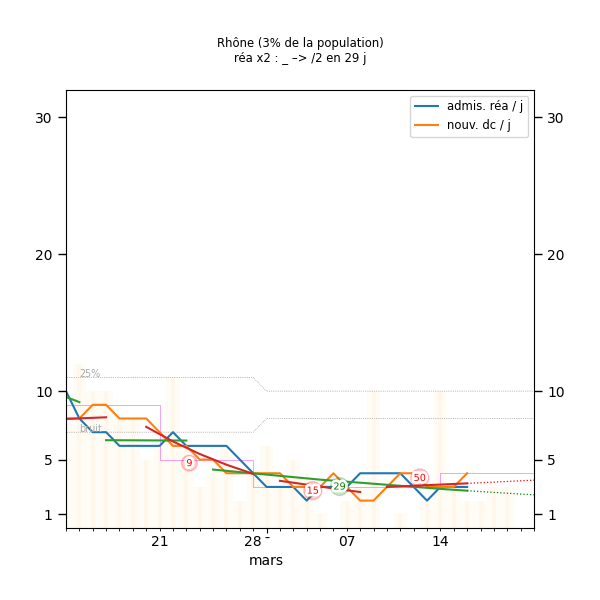 Rhône (3% de la population)
réa x2 : _ –> /2 en 29 j
admis. réa / j
nouv. dc / j
30 30
20 20
25%
10 10
bruit
9
5 5
50
29
15
1 1
21 28 07 14
mars